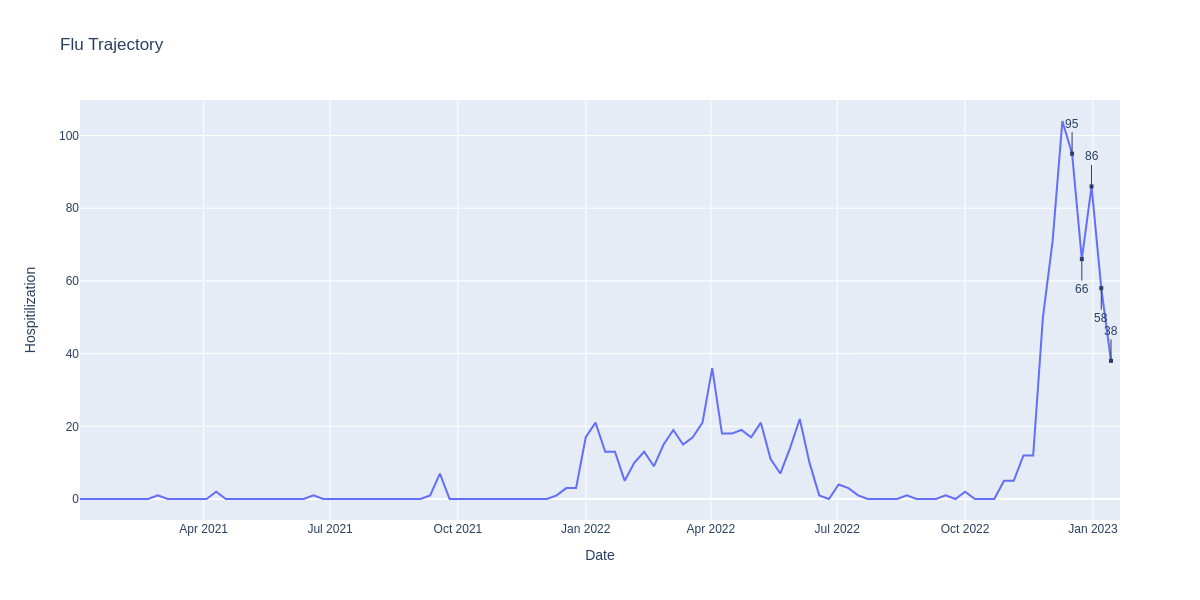 Flu Trajectory
Hospitilization
100
80
60
40
20
0
95
86
66
58
38
Apr 2021
Jul 2021
Oct 2021
Jan 2022
Apr 2022
Jul 2022
Oct 2022
Jan 2023
Date